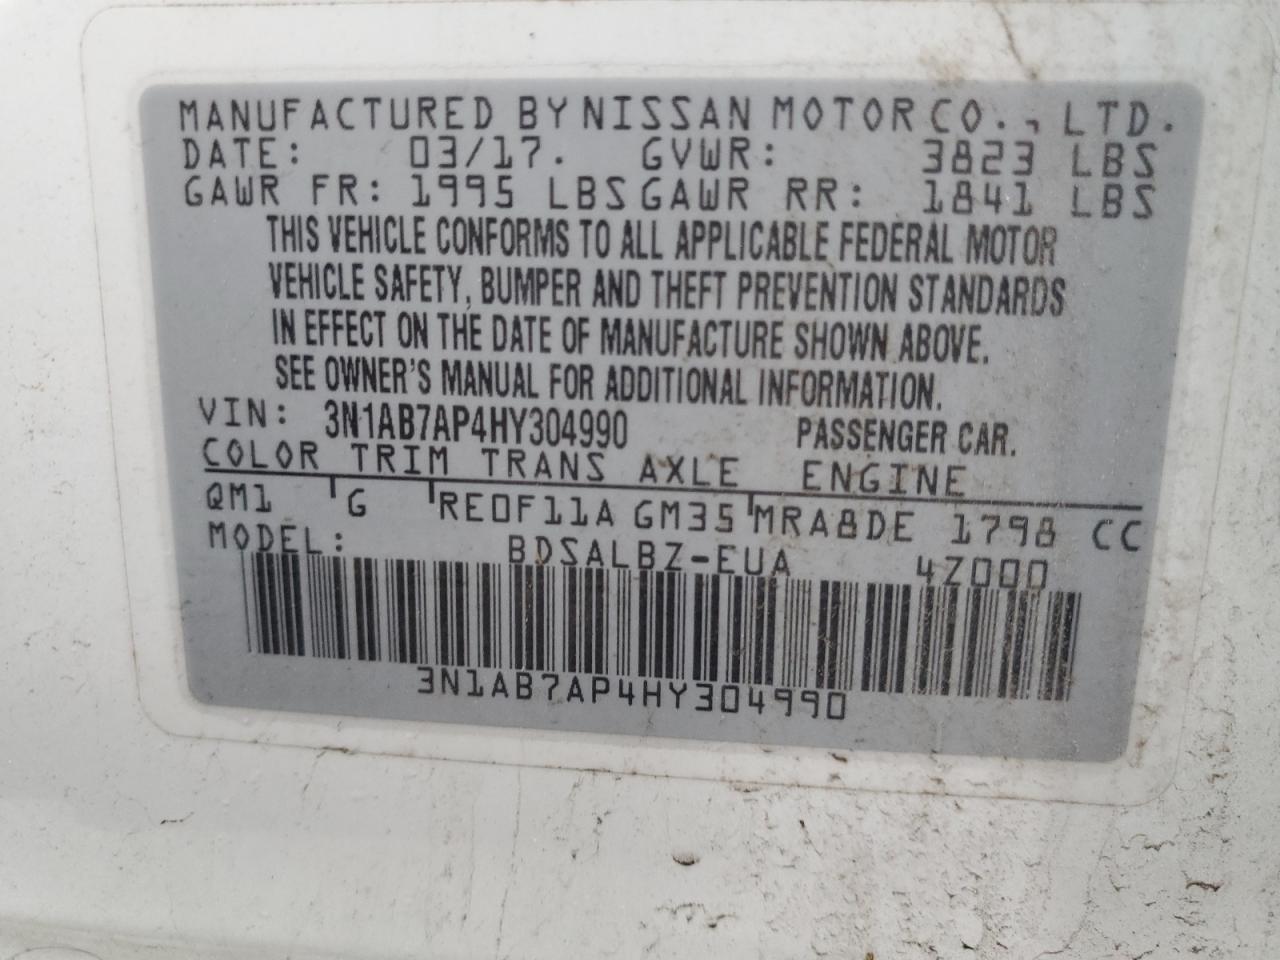 MANUFACTURED BY NISSAN MOTOR CO., LTD.
DATE: 03/17. GVWR: 3823 LBS
GAWR FR: 1995 LBS GAWR RR: 1841 LBS
THIS VEHICLE CONFORMS TO ALL APPLICABLE FEDERAL MOTOR
VEHICLE SAFETY, BUMPER AND THEFT PREVENTION STANDARDS
IN EFFECT ON THE DATE OF MANUFACTURE SHOWN ABOVE.
SEE OWNER'S MANUAL FOR ADDITIONAL INFORMATION.
VIN: 3N1AB7AP4HY304990 PASSENGER CAR.
COLOR TRIM TRANS AXLE ENGINE
QM1 G RE0F11A GM35 MRA8DE 1798 CC
MODEL: BDSALBZ-EUA 4Z000
3N1AB7AP4HY304990